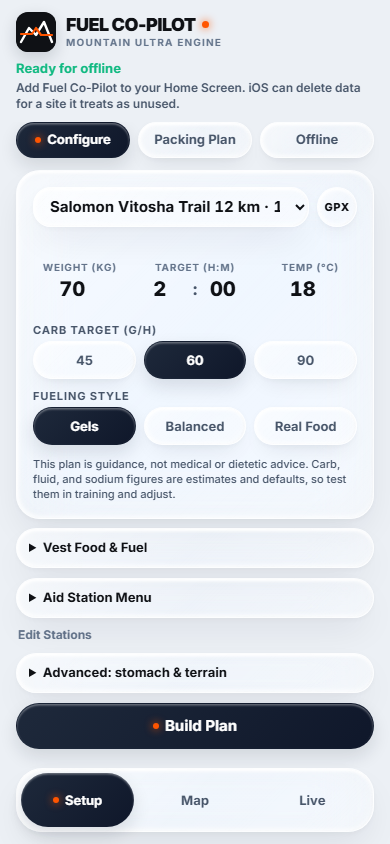 FUEL CO-PILOT
MOUNTAIN ULTRA ENGINE
Ready for offline
Add Fuel Co-Pilot to your Home Screen. iOS can delete data
for a site it treats as unused.
Configure
Packing Plan
Offline
Salomon Vitosha Trail 12 km · 1
GPX
WEIGHT (KG)
TARGET (H:M)
TEMP (°C)
70
2 : 00
18
CARB TARGET (G/H)
45
60
90
FUELING STYLE
Gels
Balanced
Real Food
This plan is guidance, not medical or dietetic advice. Carb,
fluid, and sodium figures are estimates and defaults, so test
them in training and adjust.
Vest Food & Fuel
Aid Station Menu
Edit Stations
Advanced: stomach & terrain
Build Plan
Setup
Map
Live